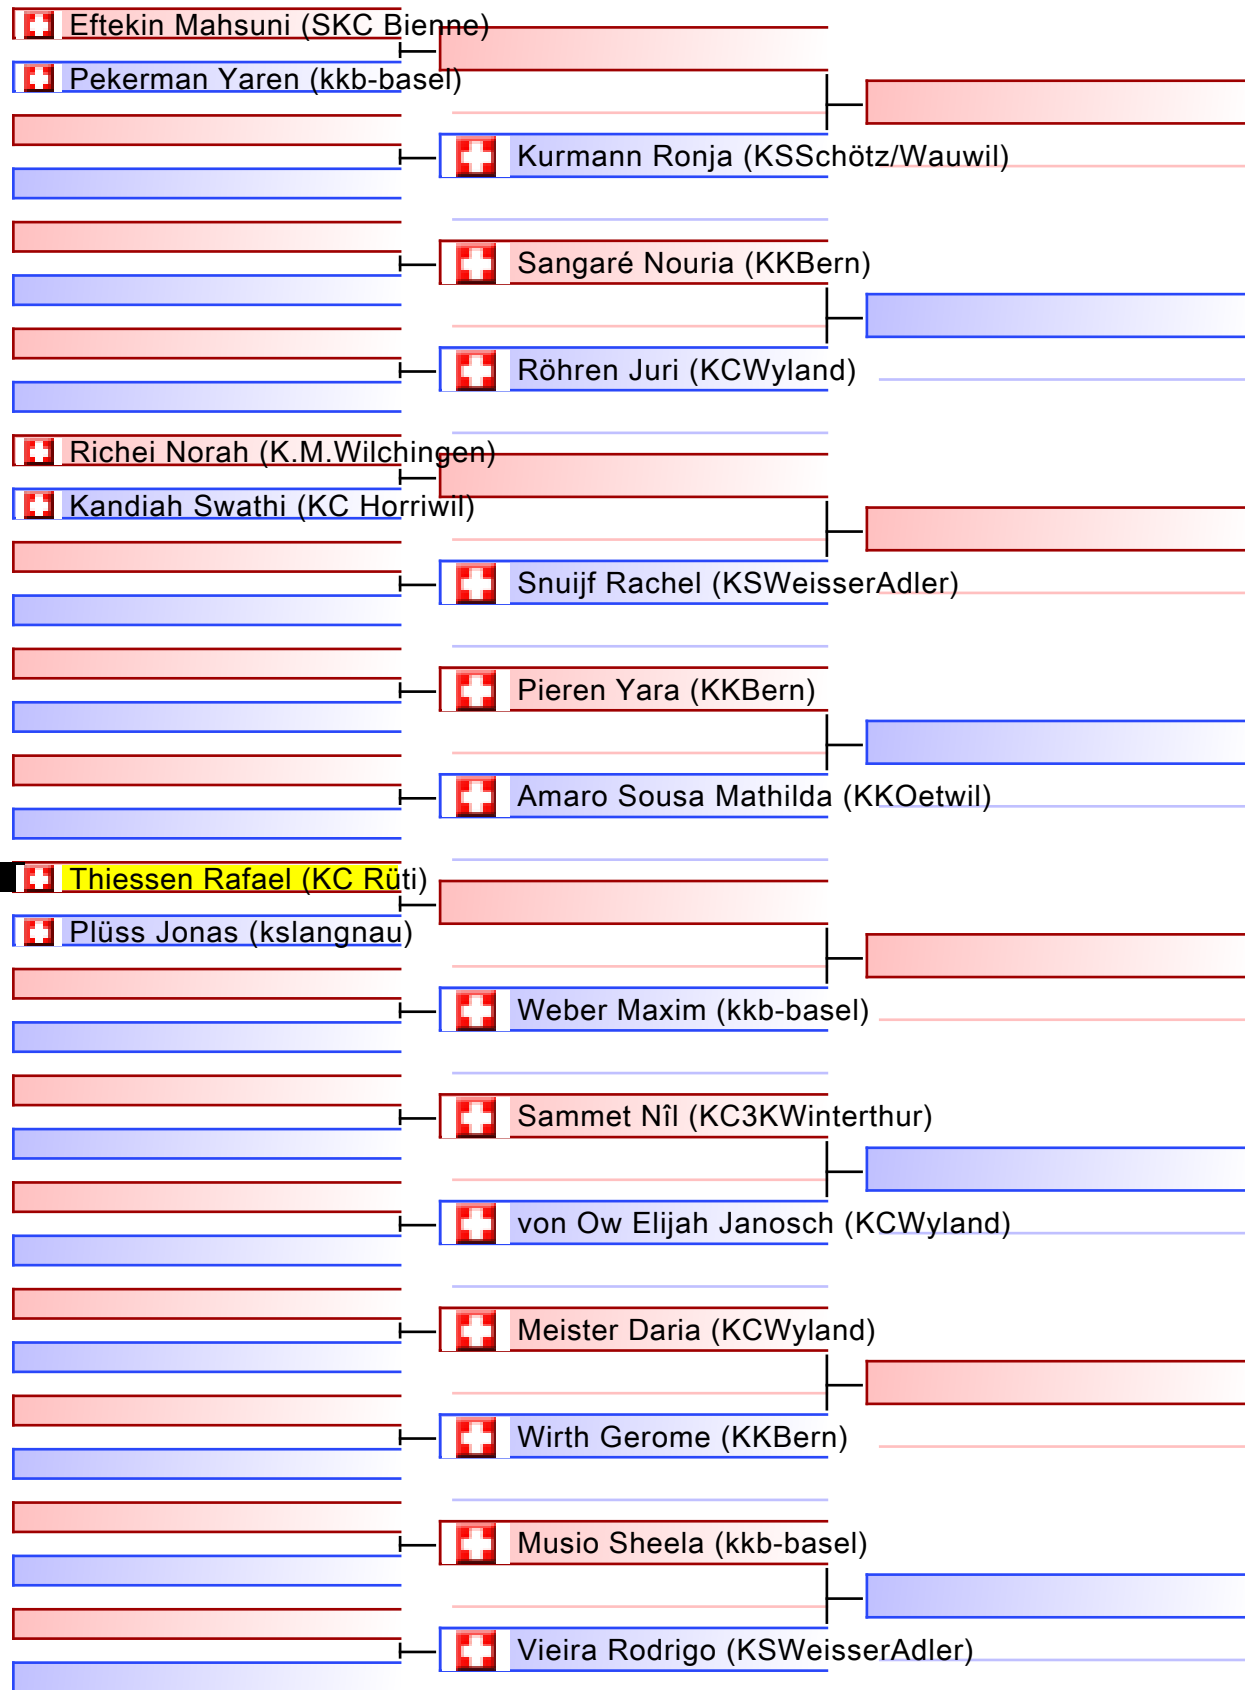 Eftekin Mahsuni (SKC Bienne)
Pekerman Yaren (kkb-basel)
Kurmann Ronja (KSSchötz/Wauwil)
Sangaré Nouria (KKBern)
Röhren Juri (KCWyland)
Richei Norah (K.M.Wilchingen)
Kandiah Swathi (KC Horriwil)
Snuijf Rachel (KSWeisserAdler)
Pieren Yara (KKBern)
Amaro Sousa Mathilda (KKOetwil)
Thiessen Rafael (KC Rüti)
Plüss Jonas (kslangnau)
Weber Maxim (kkb-basel)
Sammet Nîl (KC3KWinterthur)
von Ow Elijah Janosch (KCWyland)
Meister Daria (KCWyland)
Wirth Gerome (KKBern)
Musio Sheela (kkb-basel)
Vieira Rodrigo (KSWeisserAdler)